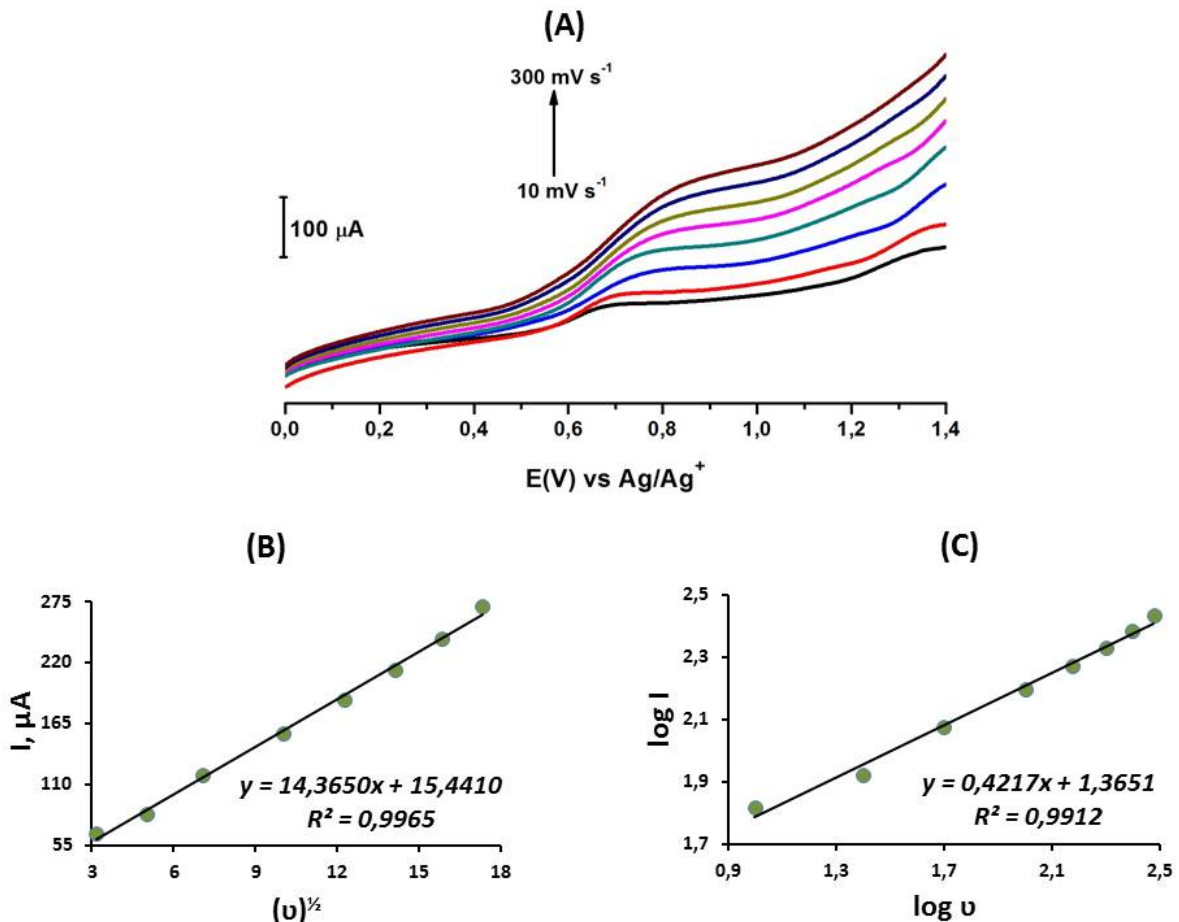 (A)
300 mV s⁻¹
10 mV s⁻¹
100 µA
0,0 0,2 0,4 0,6 0,8 1,0 1,2 1,4
E(V) vs Ag/Ag⁺
(B)
275
220
165
110
55
I, µA
y = 14,3650x + 15,4410
R² = 0,9965
3 6 9 12 15 18
(υ)^½
(C)
2,5
2,3
2,1
1,9
1,7
log I
y = 0,4217x + 1,3651
R² = 0,9912
0,9 1,3 1,7 2,1 2,5
log υ